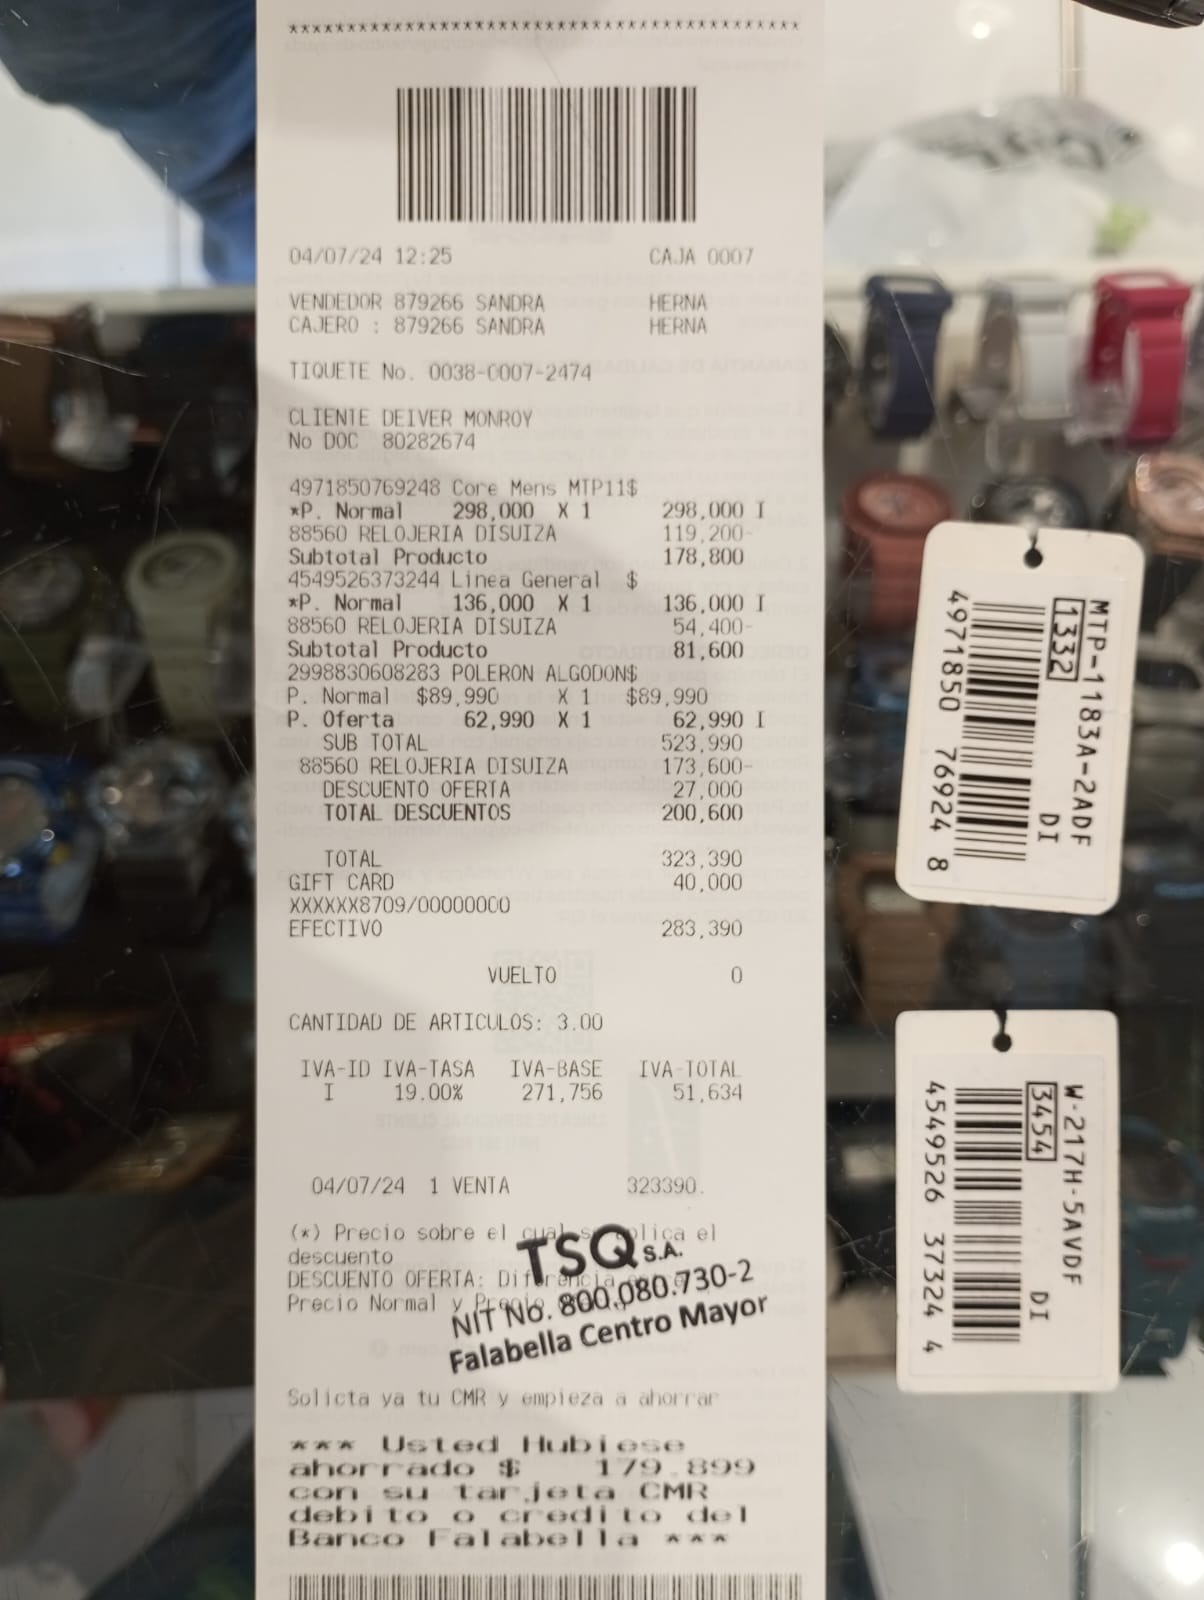 ********************************************
04/07/24 12:25 CAJA 0007
VENDEDOR 879266 SANDRA HERNA
CAJERO : 879266 SANDRA HERNA
TIQUETE No. 0038-0007-2474
CLIENTE DEIVER MONROY
No DOC 80282674
4971850769248 Core Mens MTP11$
*P. Normal 298,000 X 1 298,000 I
88560 RELOJERIA DISUIZA 119,200-
Subtotal Producto 178,800
4549526373244 Linea General $
*P. Normal 136,000 X 1 136,000 I
88560 RELOJERIA DISUIZA 54,400-
Subtotal Producto 81,600
2998830608283 POLERON ALGODON$
P. Normal $89,990 X 1 $89,990
P. Oferta 62,990 X 1 62,990 I
SUB TOTAL 523,990
88560 RELOJERIA DISUIZA 173,600-
DESCUENTO OFERTA 27,000
TOTAL DESCUENTOS 200,600
TOTAL 323,390
GIFT CARD 40,000
XXXXXX8709/00000000
EFECTIVO 283,390
VUELTO 0
CANTIDAD DE ARTICULOS: 3.00
IVA-ID IVA-TASA IVA-BASE IVA-TOTAL
I 19.00% 271,756 51,634
04/07/24 1 VENTA 323390.
(*) Precio sobre el cual se aplica el
descuento
DESCUENTO OFERTA: Diferencia
Precio Normal y
TSQ S.A.
NIT No. 800.080.730-2
Falabella Centro Mayor
Solicta ya tu CMR y empieza a ahorrar
*** Usted Hubiese
ahorrado $ 179.899
con su tarjeta CMR
debito o credito del
Banco Falabella ***
MTP-1183A-2ADF
1332 DI
4971850 76924 8
W-217H-5AVDF
3454 DI
4549526 37324 4